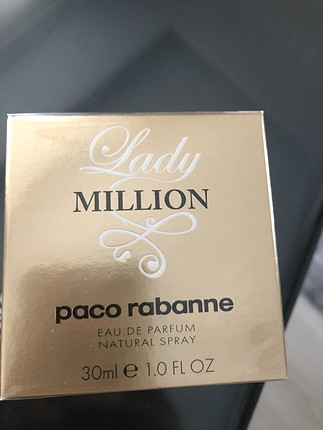 Lady
MILLION
paco rabanne
EAU DE PARFUM
NATURAL SPRAY
30ml e 1.0 FL OZ